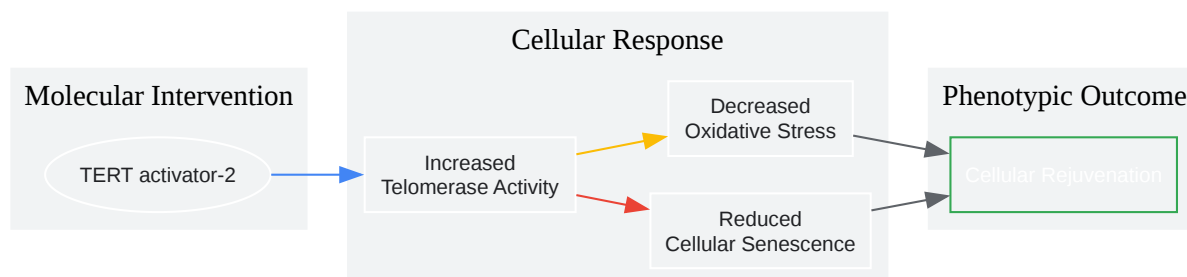 Molecular Intervention
TERT activator-2
Cellular Response
Increased
Telomerase Activity
Decreased
Oxidative Stress
Reduced
Cellular Senescence
Phenotypic Outcome
Cellular Rejuvenation